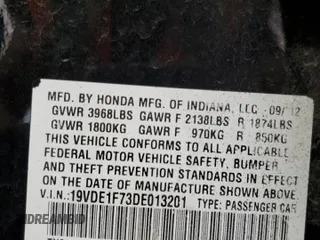 MFD. BY HONDA MFG. OF INDIANA, LLC 09/12
GVWR 3968LBS GAWR F 2138LBS R 1874LBS
GVWR 1800KG GAWR F 970KG R 850KG
THIS VEHICLE CONFORMS TO ALL APPLICABLE
FEDERAL MOTOR VEHICLE SAFETY, BUMPER
AND THEFT PREVENTION STANDARDS IN EFFECT
ON THE DATE OF MANUFACTURE SHOWN ABOVE.
V.I.N.: 19VDE1F73DE013201 TYPE: PASSENGER CAR
IDREAMBID